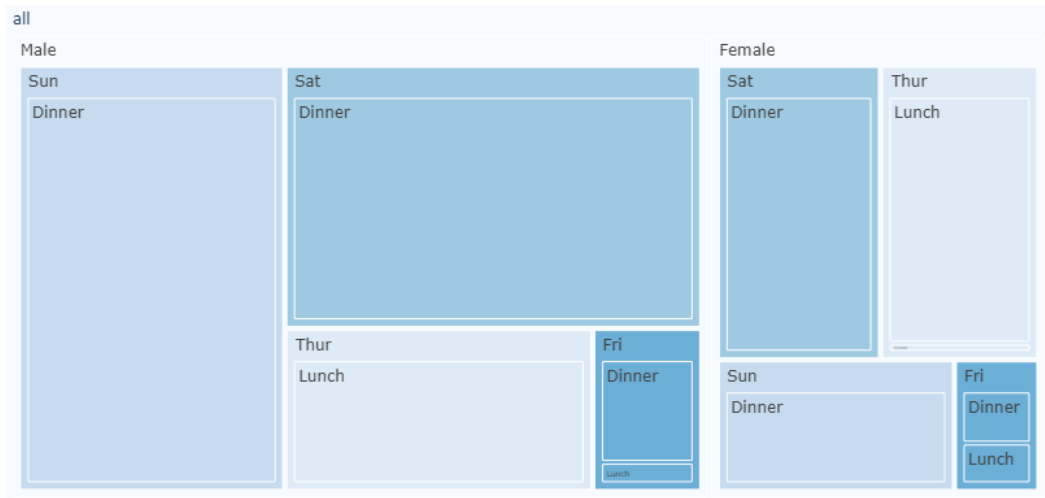 all
Male
Sun
Dinner
Sat
Dinner
Thur
Lunch
Fri
Dinner
Lunch
Female
Sat
Dinner
Thur
Lunch
Dinner
Sun
Dinner
Fri
Dinner
Lunch